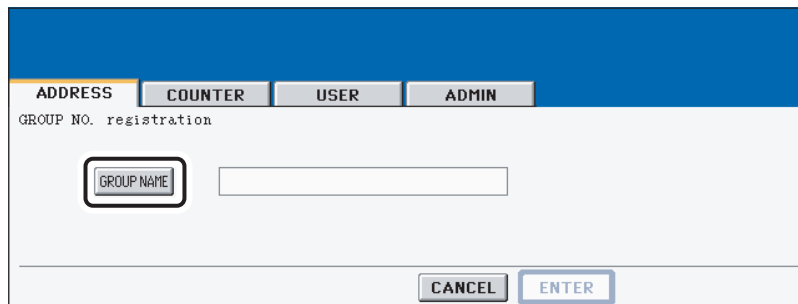 ADDRESS COUNTER USER ADMIN
GROUP NO. registration
GROUP NAME
CANCEL ENTER